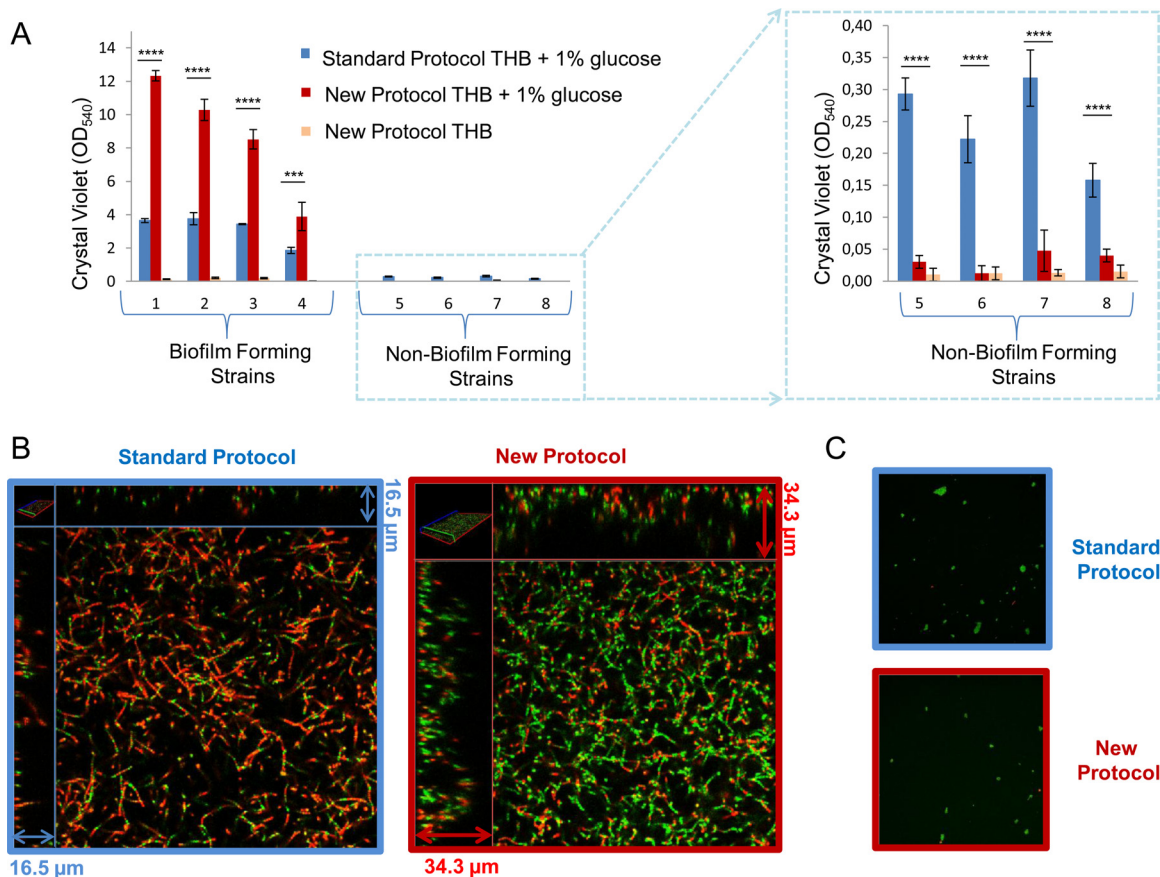 A
Crystal Violet (OD540)
14
12
10
8
6
4
2
0
****
****
****
***
Standard Protocol THB + 1% glucose
New Protocol THB + 1% glucose
New Protocol THB
1 2 3 4 5 6 7 8
Biofilm Forming
Strains
Non-Biofilm Forming
Strains
Crystal Violet (OD540)
0,40
0,35
0,30
0,25
0,20
0,15
0,10
0,05
0,00
****
****
****
****
5 6 7 8
Non-Biofilm Forming
Strains
B
Standard Protocol
16.5 µm
16.5 µm
New Protocol
34.3 µm
34.3 µm
C
Standard
Protocol
New
Protocol